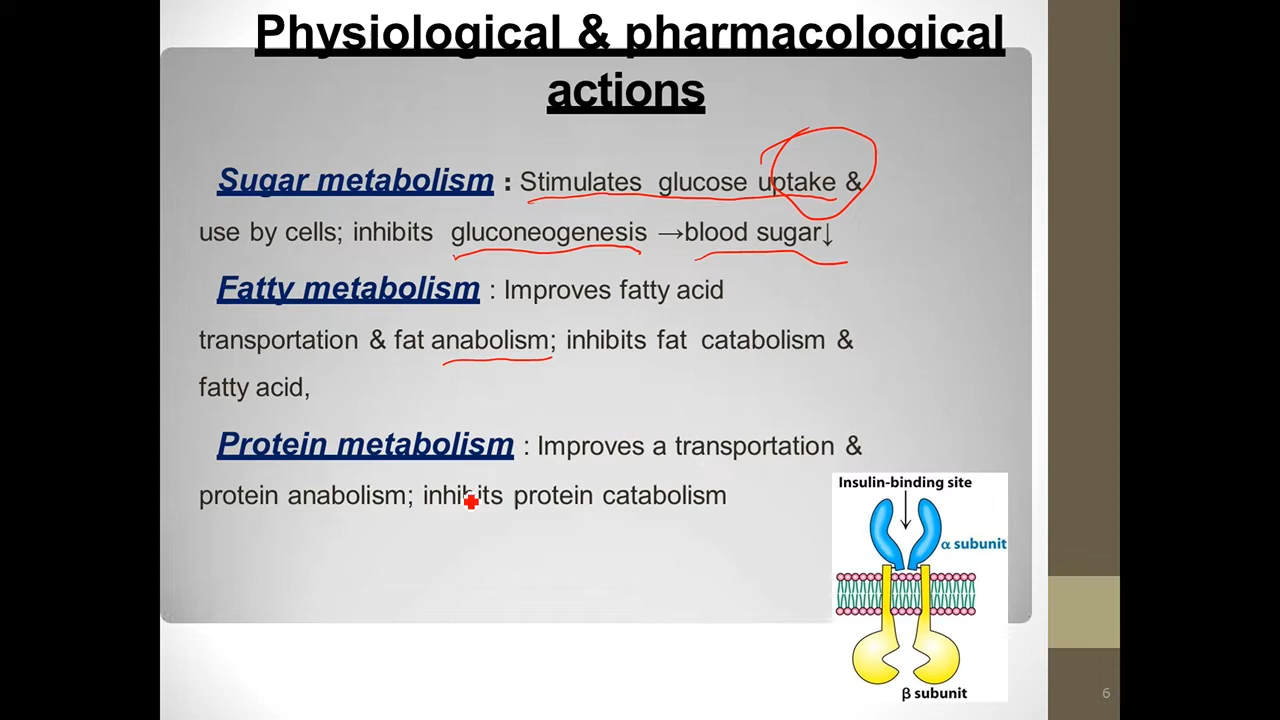 Physiological & pharmacological
actions
Sugar metabolism : Stimulates glucose uptake &
use by cells; inhibits gluconeogenesis →blood sugar↓
Fatty metabolism : Improves fatty acid
transportation & fat anabolism; inhibits fat catabolism &
fatty acid,
Protein metabolism : Improves a transportation &
protein anabolism; inhibits protein catabolism
Insulin-binding site
α subunit
β subunit
6